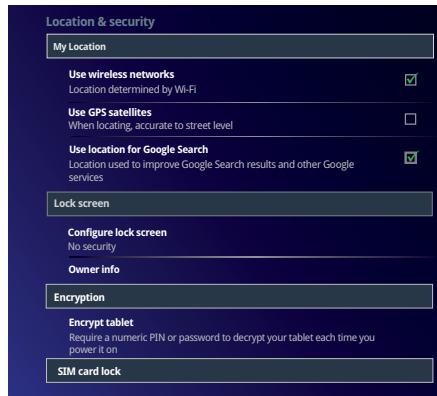 Location & security
My Location
Use wireless networks
Location determined by Wi-Fi
Use GPS satellites
When locating, accurate to street level
Use location for Google Search
Location used to improve Google Search results and other Google
services
Lock screen
Configure lock screen
No security
Owner info
Encryption
Encrypt tablet
Require a numeric PIN or password to decrypt your tablet each time you
power it on
SIM card lock